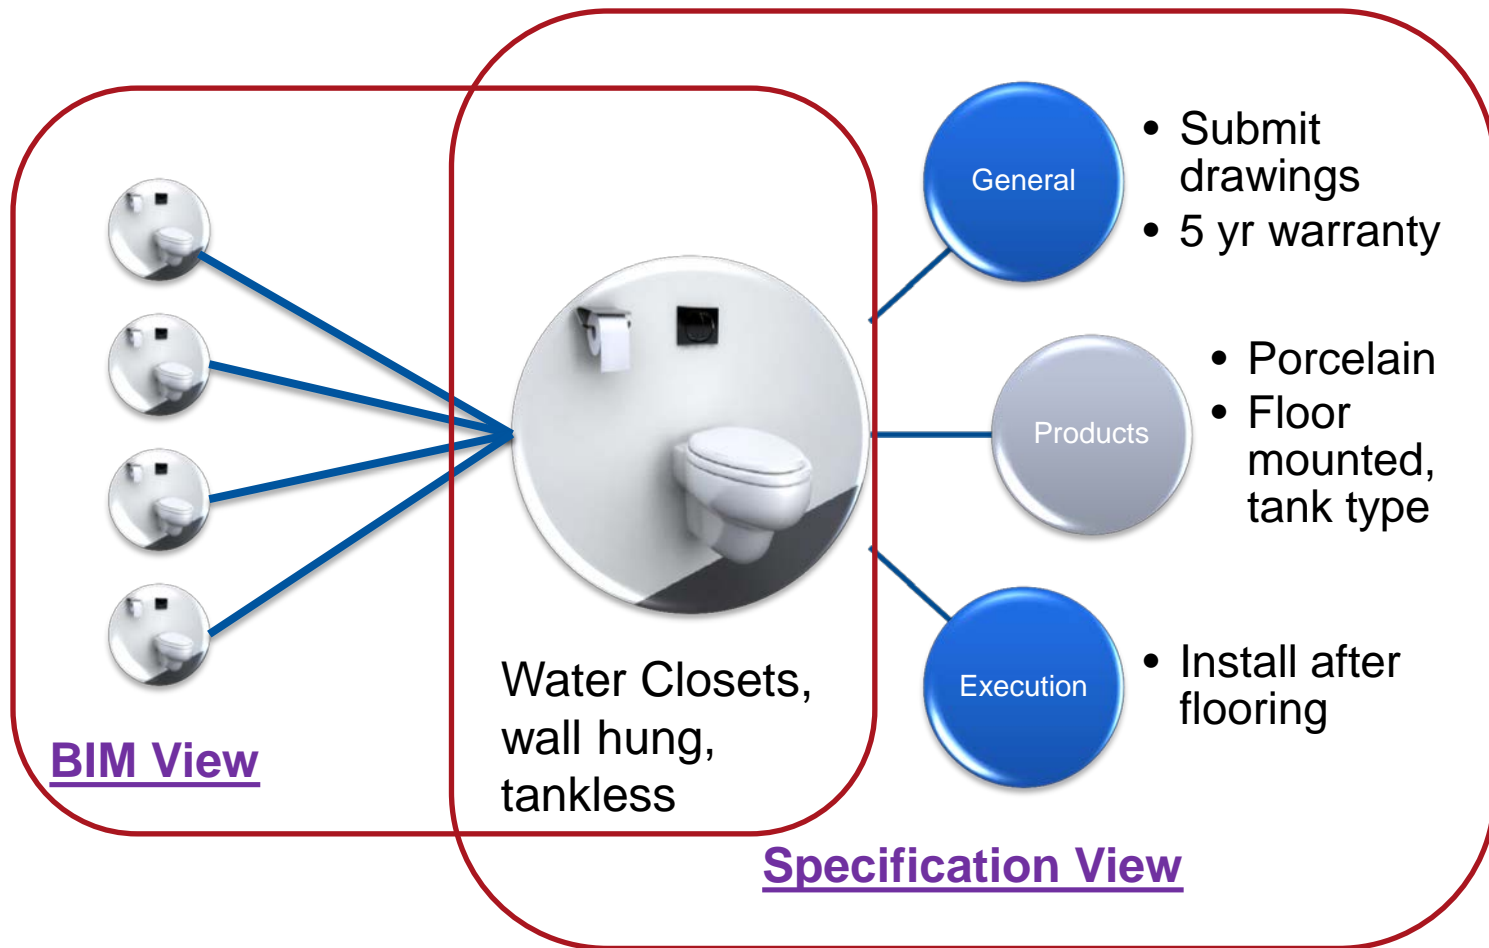 General
• Submit
drawings
• 5 yr warranty
Products
• Porcelain
• Floor
mounted,
tank type
Execution
• Install after
flooring
Water Closets,
wall hung,
tankless
BIM View
Specification View